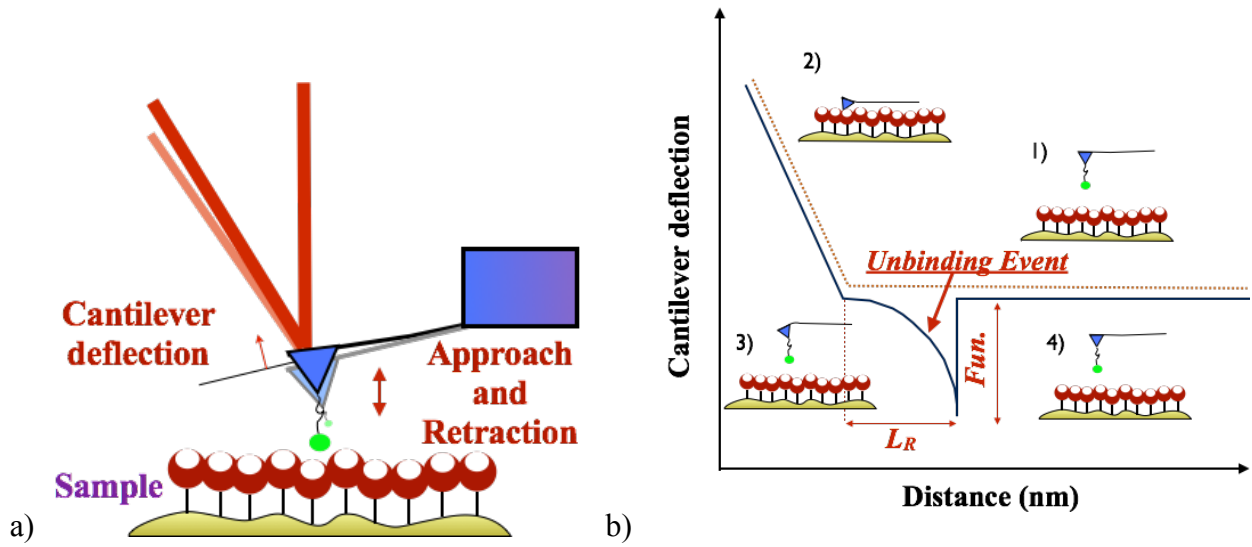 Cantilever
deflection
Approach
and
Retraction
Sample
a)
b)
Cantilever deflection
2)
1)
Unbinding Event
3)
4)
Fun.
L_R
Distance (nm)